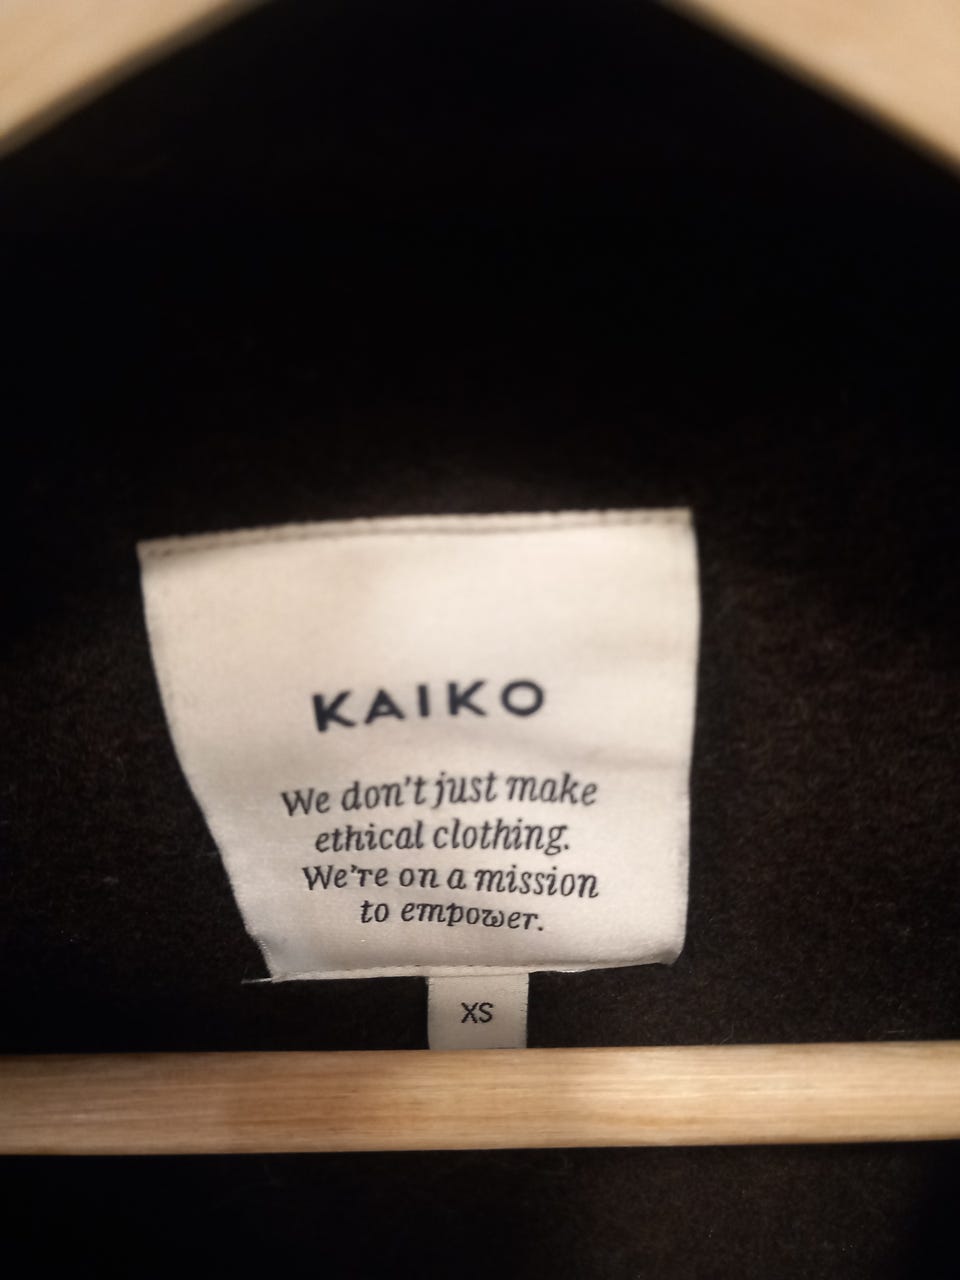 KAIKO
We don't just make
ethical clothing.
We're on a mission
to empower.
XS